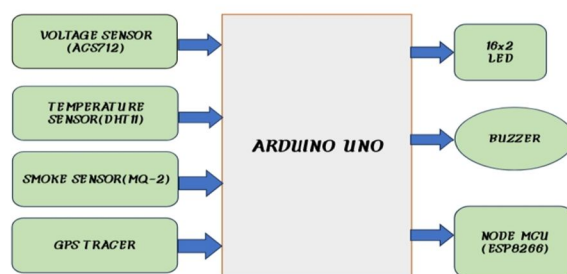 VOLTAGE SENSOR
(ACS712)
TEMPERATURE
SENSOR(DHT11)
SMOKE SENSOR(MQ-2)
GPS TRACER
ARDUINO UNO
16x2
LED
BUZZER
NODE MCU
(ESP8266)